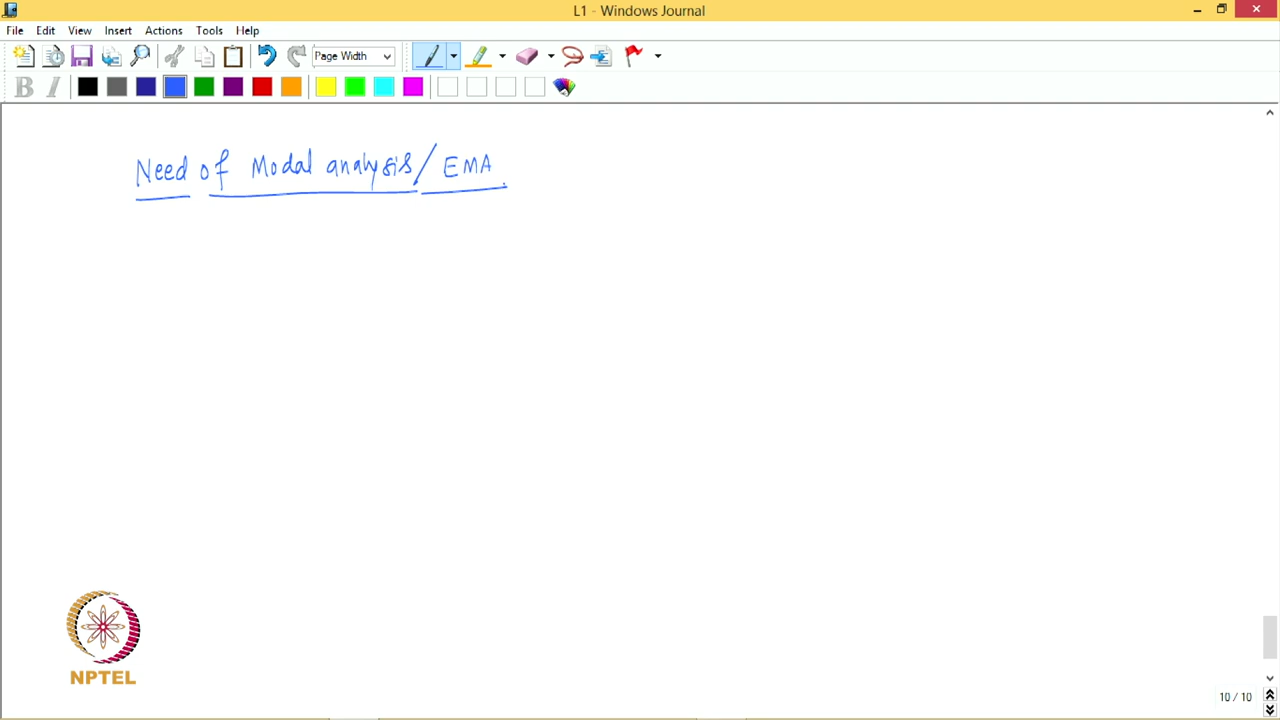 L1 - Windows Journal
File Edit View Insert Actions Tools Help
Page Width
B I
Need of Modal analysis / EMA.
NPTEL
10 / 10